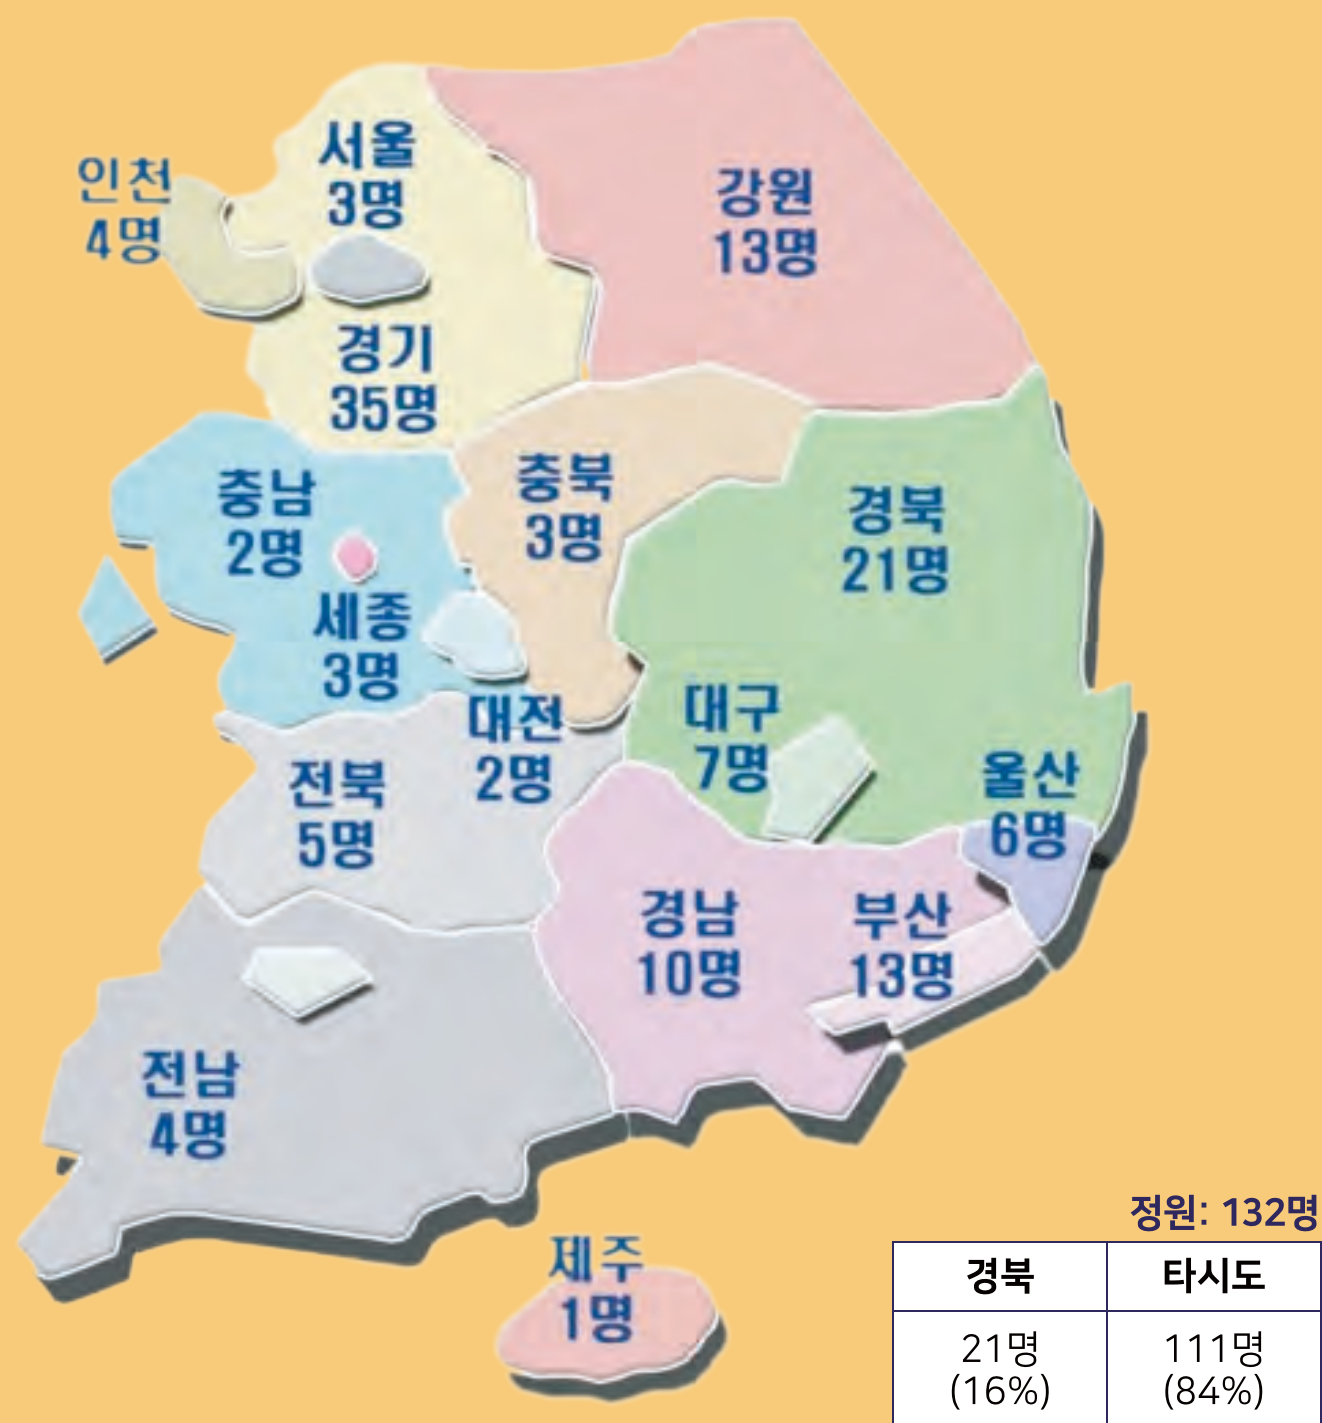 서울
3명
인천
4명
강원
13명
경기
35명
충남
2명
충북
3명
경북
21명
세종
3명
대전
2명
대구
7명
울산
6명
전북
5명
경남
10명
부산
13명
전남
4명
제주
1명
정원: 132명
경북 타시도
21명 111명
(16%) (84%)